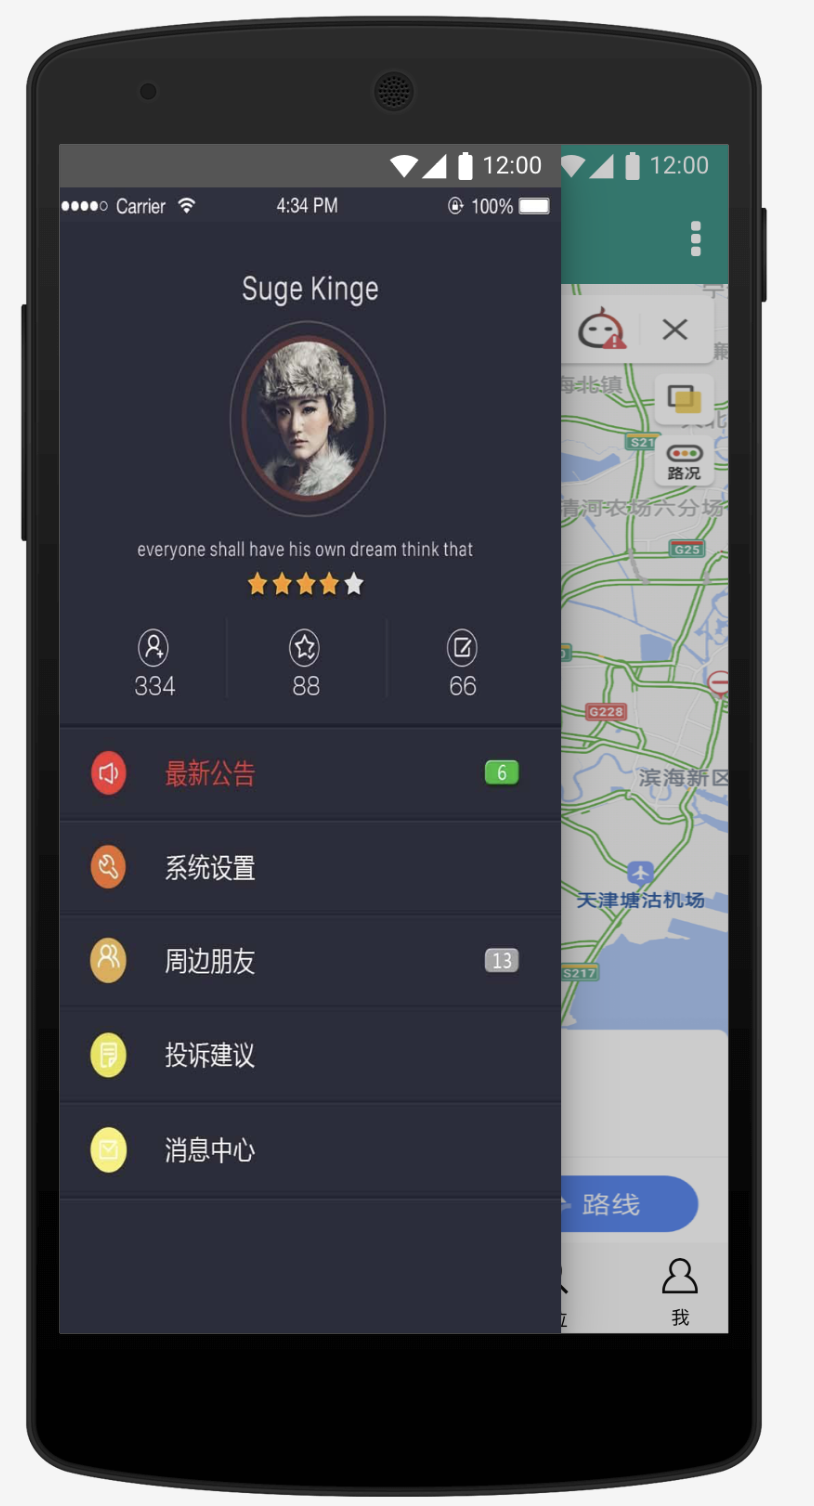 12:00
12:00
Carrier
4:34 PM
100%
Suge Kinge
everyone shall have his own dream think that
334
88
66
最新公告
6
系统设置
周边朋友
13
投诉建议
消息中心
海北镇
S21
路况
青河农场六分场
G25
G228
滨海新区
天津塘沽机场
S217
路线
我